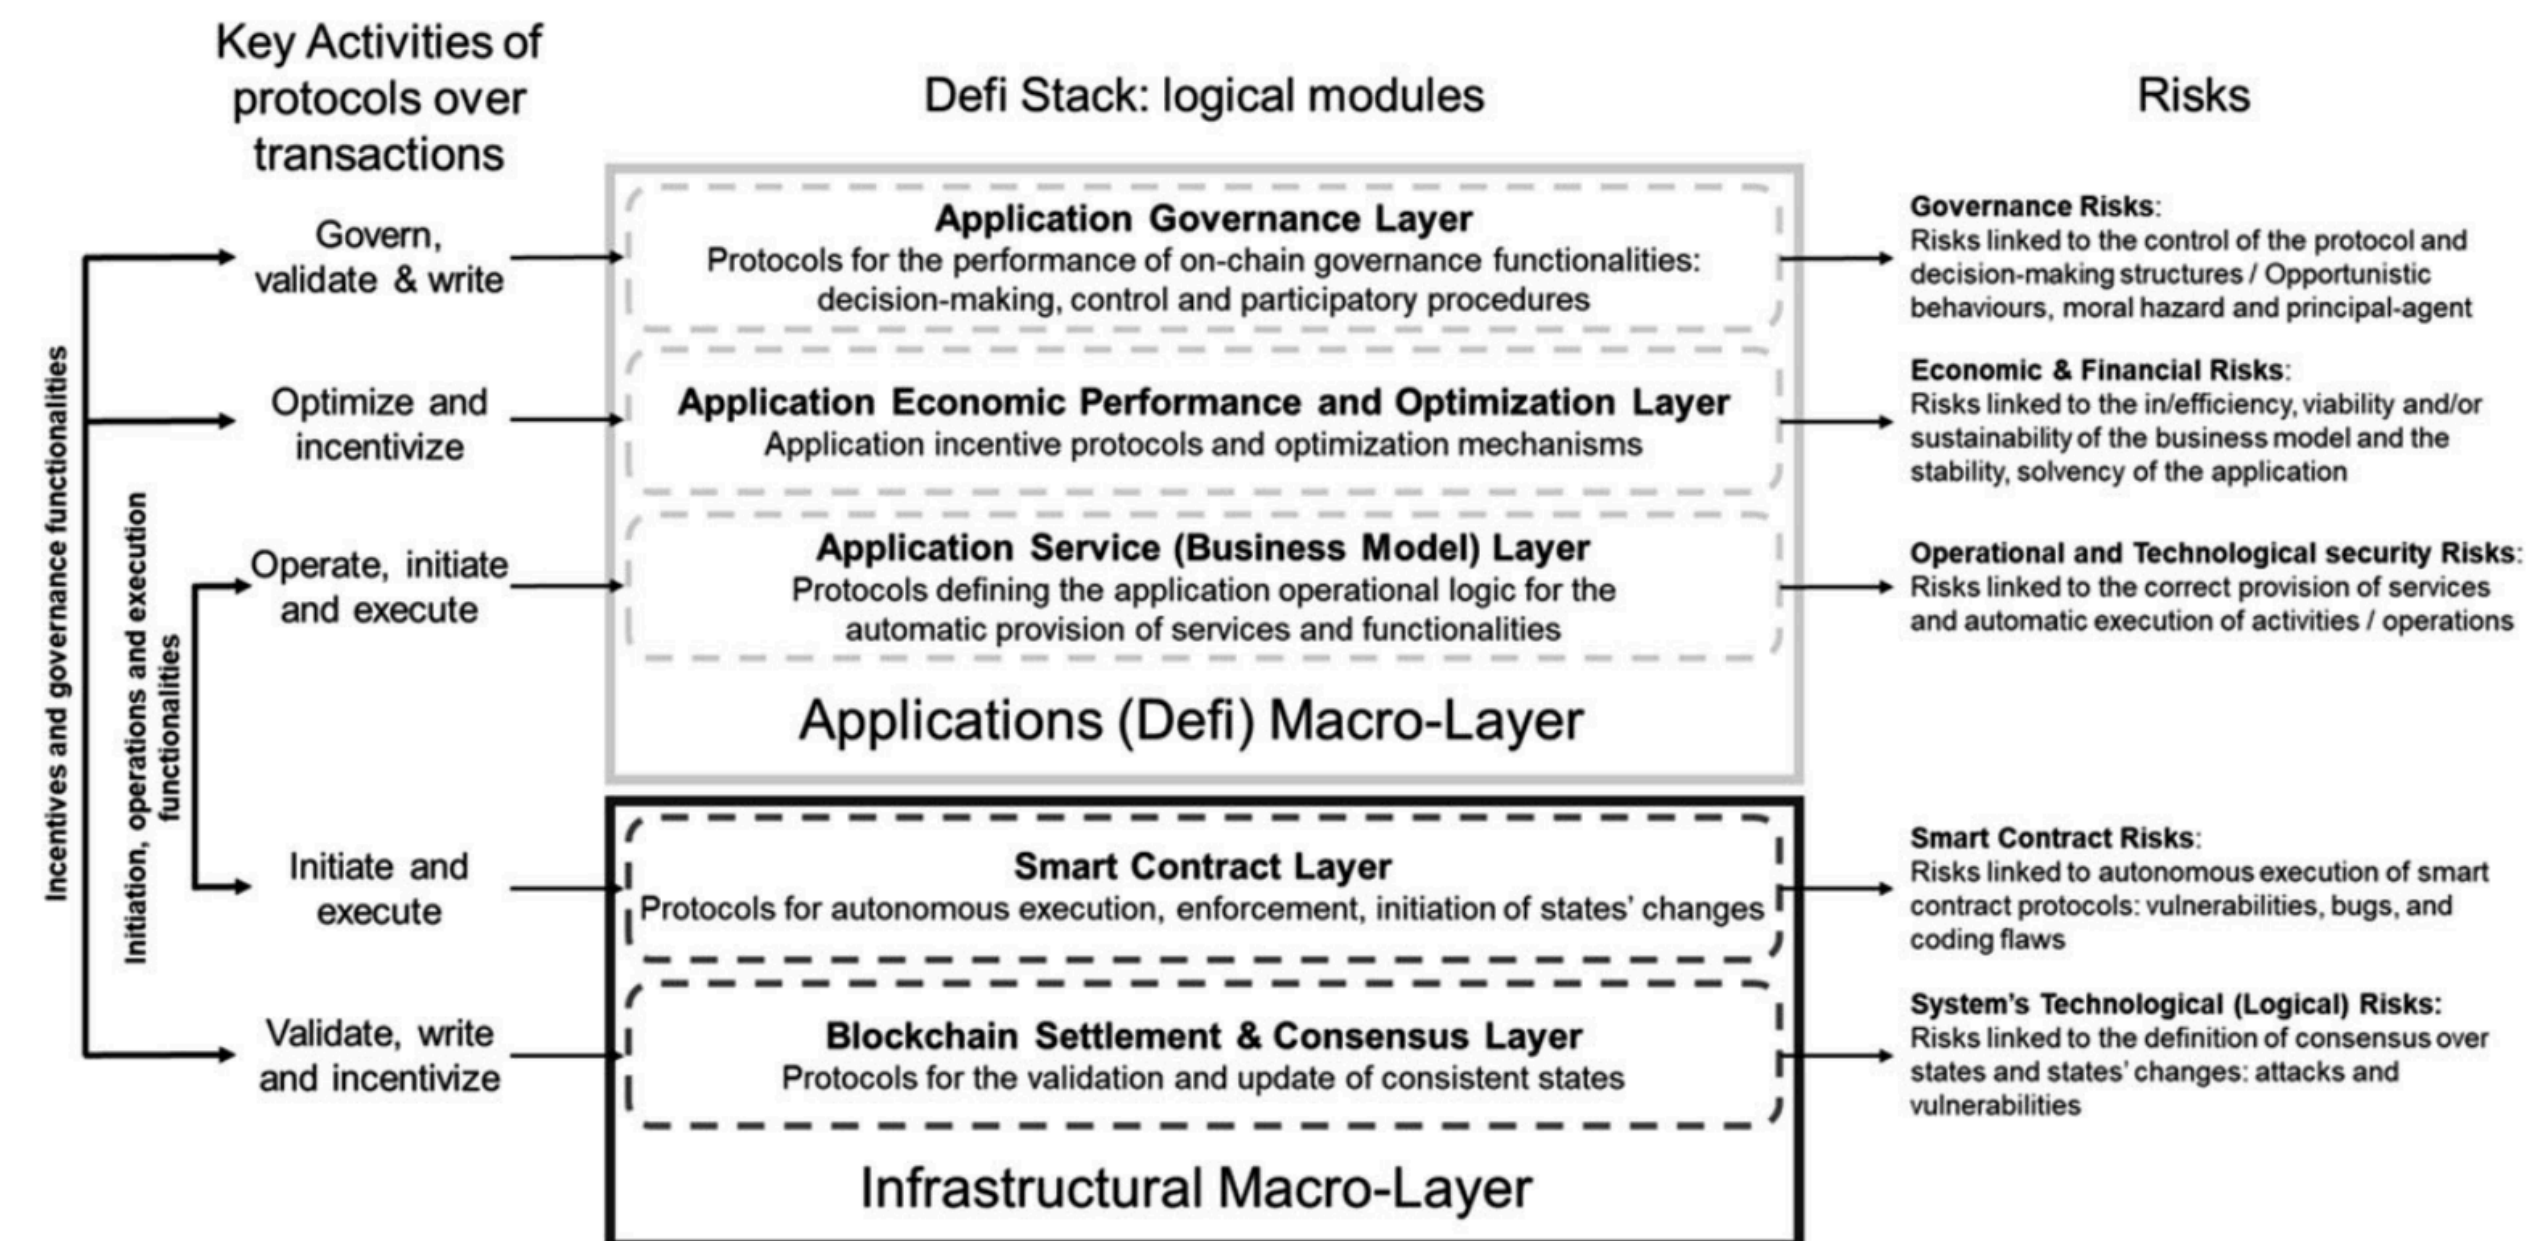 Key Activities of
protocols over
transactions
Defi Stack: logical modules
Risks
Incentives and governance functionalities
Initiation, operations and execution
functionalities
Govern,
validate & write
Application Governance Layer
Protocols for the performance of on-chain governance functionalities:
decision-making, control and participatory procedures
Governance Risks:
Risks linked to the control of the protocol and
decision-making structures / Opportunistic
behaviours, moral hazard and principal-agent
Optimize and
incentivize
Application Economic Performance and Optimization Layer
Application incentive protocols and optimization mechanisms
Economic & Financial Risks:
Risks linked to the in/efficiency, viability and/or
sustainability of the business model and the
stability, solvency of the application
Operate, initiate
and execute
Application Service (Business Model) Layer
Protocols defining the application operational logic for the
automatic provision of services and functionalities
Operational and Technological security Risks:
Risks linked to the correct provision of services
and automatic execution of activities / operations
Applications (Defi) Macro-Layer
Initiate and
execute
Smart Contract Layer
Protocols for autonomous execution, enforcement, initiation of states' changes
Smart Contract Risks:
Risks linked to autonomous execution of smart
contract protocols: vulnerabilities, bugs, and
coding flaws
Validate, write
and incentivize
Blockchain Settlement & Consensus Layer
Protocols for the validation and update of consistent states
System's Technological (Logical) Risks:
Risks linked to the definition of consensus over
states and states' changes: attacks and
vulnerabilities
Infrastructural Macro-Layer